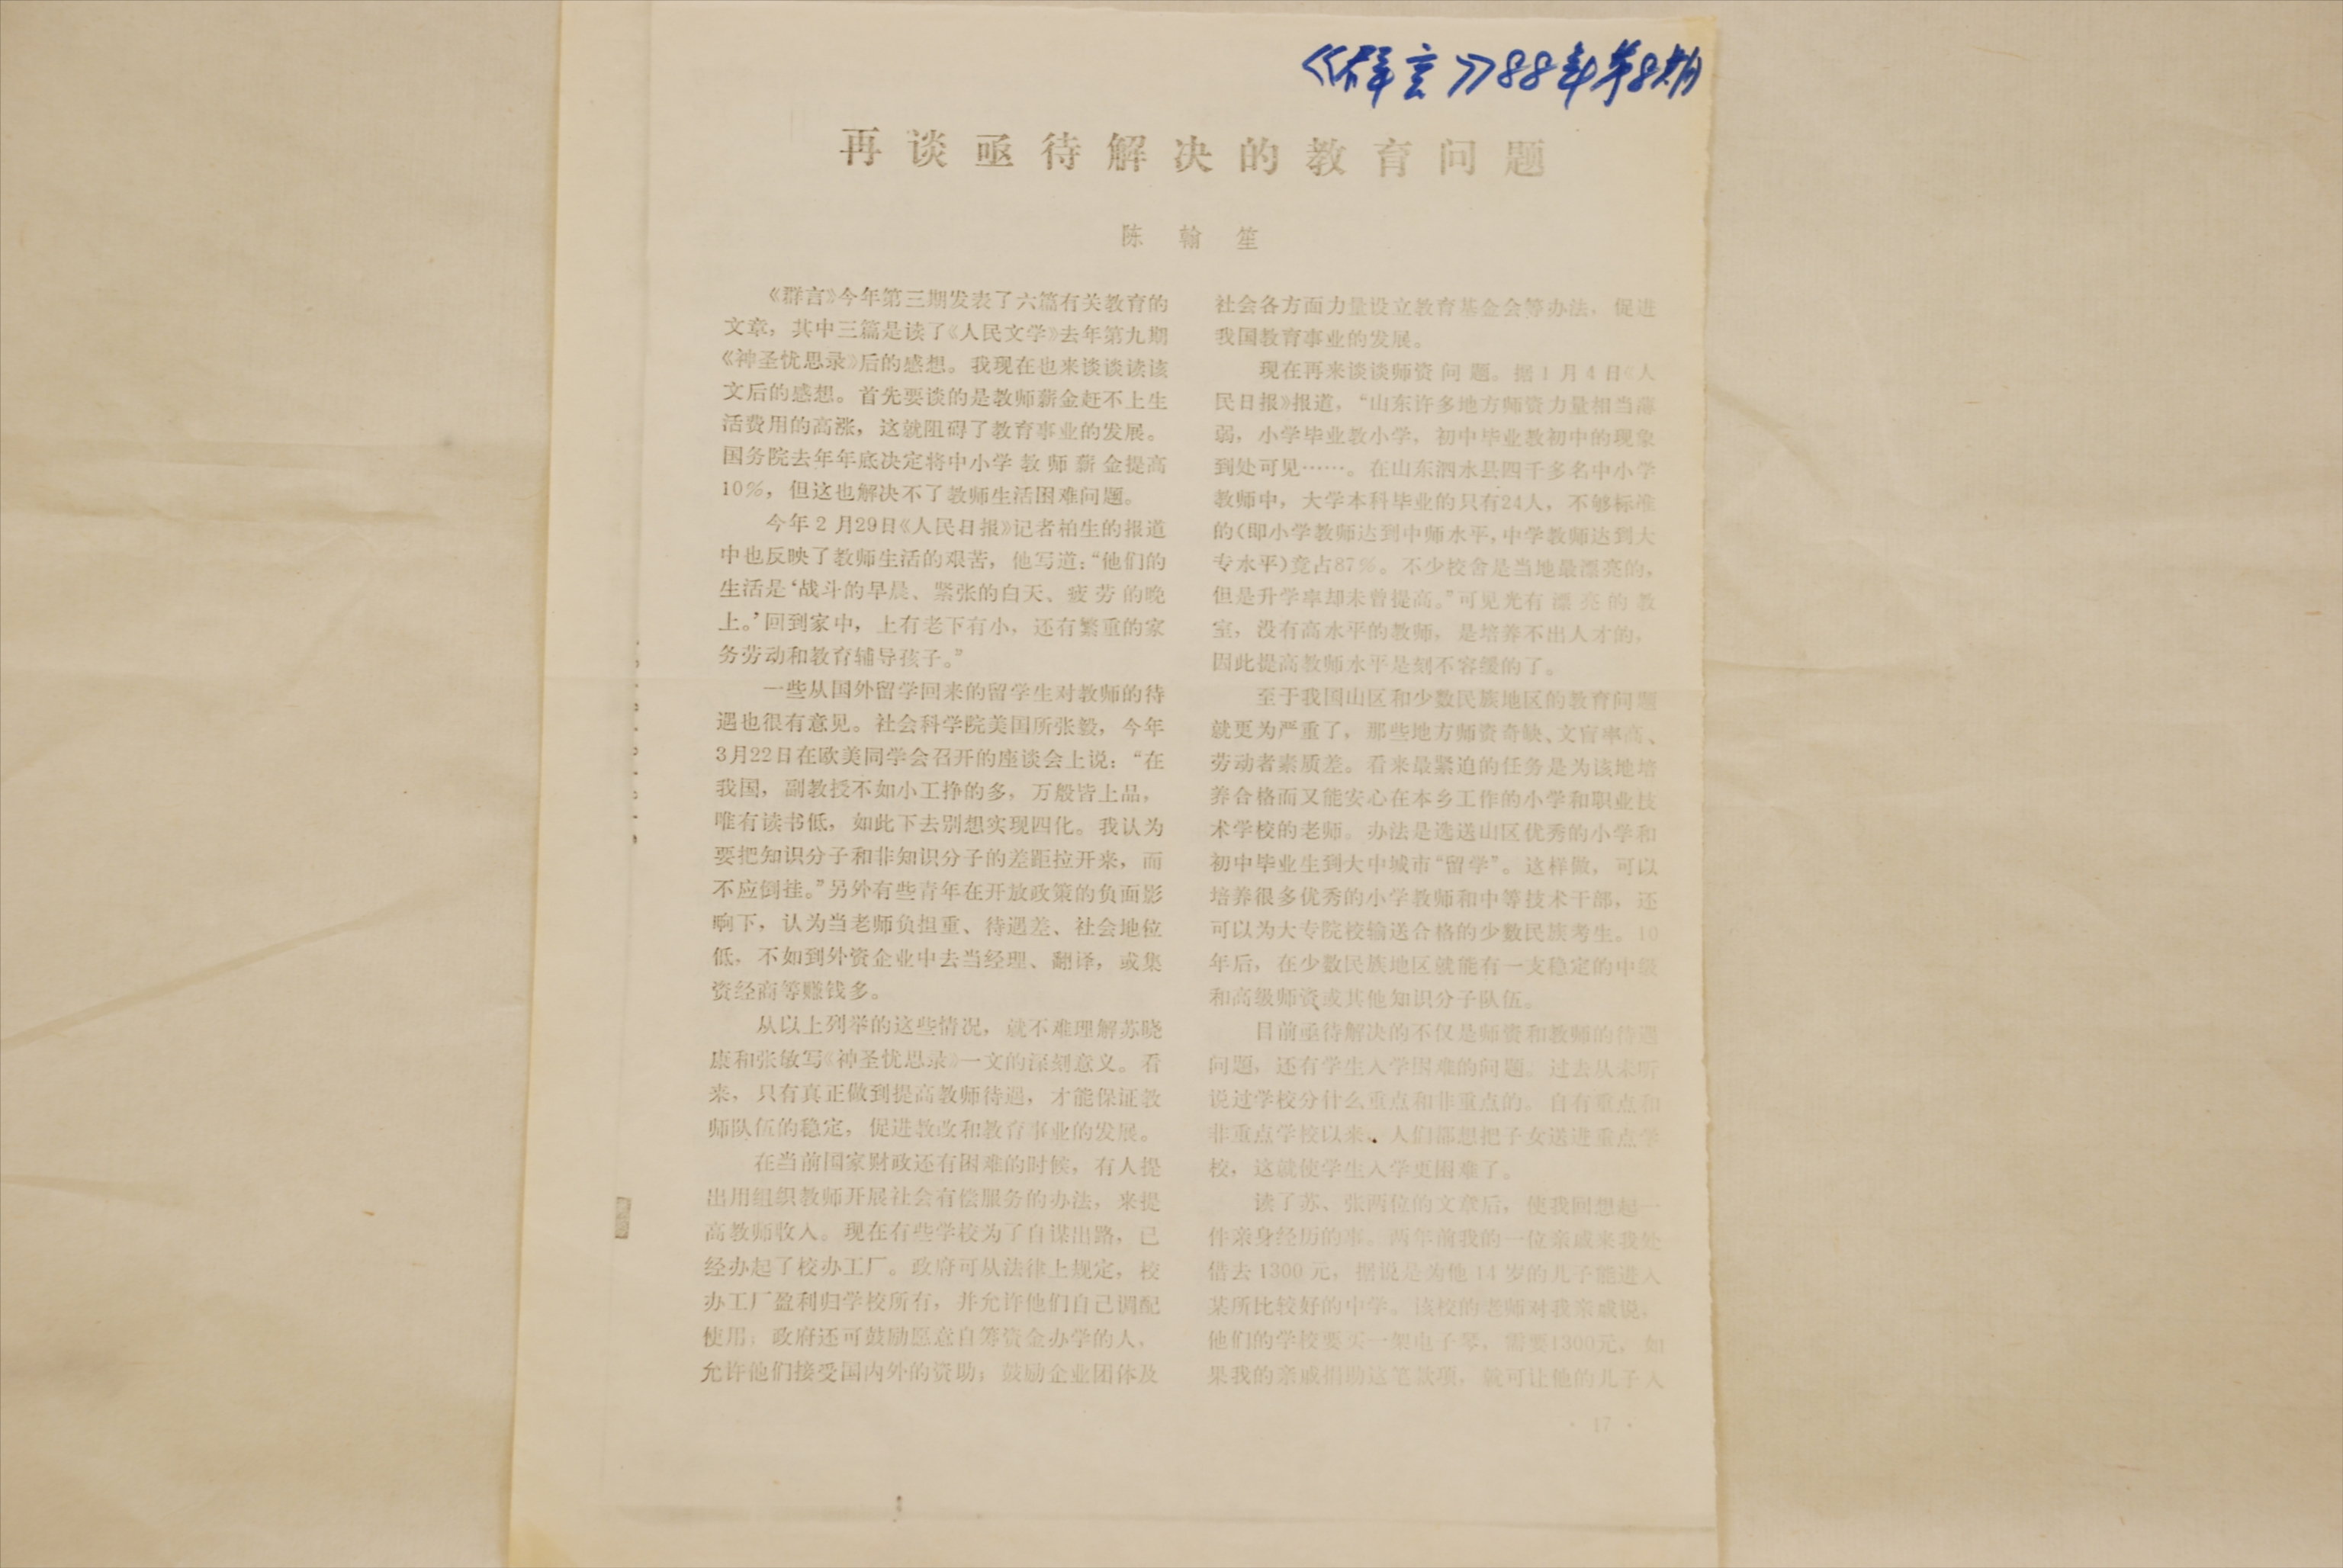 《群言》88年第8期
再谈亟待解决的教育问题
陈翰笙
《群言》今年第三期发表了六篇有关教育的
文章，其中三篇是读了《人民文学》去年第九期
《神圣忧思录》后的感想。我现在也来谈谈读该
文后的感想。首先要谈的是教师薪金赶不上生
活费用的高涨，这就阻碍了教育事业的发展。
国务院去年年底决定将中小学教师薪金提高
10%，但这也解决不了教师生活困难问题。
今年2月29日《人民日报》记者柏生的报道
中也反映了教师生活的艰苦，他写道：“他们的
生活是‘战斗的早晨、紧张的白天、疲劳的晚
上。’回到家中，上有老下有小，还有繁重的家
务劳动和教育辅导孩子。”
一些从国外留学回来的留学生对教师的待
遇也很有意见。社会科学院美国所张毅，今年
3月22日在欧美同学会召开的座谈会上说：“在
我国，副教授不如小工挣的多，万般皆上品，
唯有读书低，如此下去别想实现四化。我认为
要把知识分子和非知识分子的差距拉开来，而
不应倒挂。”另外有些青年在开放政策的负面影
响下，认为当老师负担重、待遇差、社会地位
低，不如到外资企业中去当经理、翻译，或集
资经商等赚钱多。
从以上列举的这些情况，就不难理解苏晓
康和张敏写《神圣忧思录》一文的深刻意义。看
来，只有真正做到提高教师待遇，才能保证教
师队伍的稳定，促进教改和教育事业的发展。
在当前国家财政还有困难的时候，有人提
出用组织教师开展社会有偿服务的办法，来提
高教师收入。现在有些学校为了自谋出路，已
经办起了校办工厂。政府可从法律上规定，校
办工厂盈利归学校所有，并允许他们自己调配
使用；政府还可鼓励愿意自筹资金办学的人，
允许他们接受国内外的资助；鼓励企业团体及
社会各方面力量设立教育基金会等办法，促进
我国教育事业的发展。
现在再来谈谈师资问题。据1月4日《人
民日报》报道，“山东许多地方师资力量相当薄
弱，小学毕业教小学，初中毕业教初中的现象
到处可见……。在山东泗水县四千多名中小学
教师中，大学本科毕业的只有24人，不够标准
的（即小学教师达到中师水平，中学教师达到大
专水平）竟占87%。不少校舍是当地最漂亮的，
但是升学率却未曾提高。”可见光有漂亮的教
室，没有高水平的教师，是培养不出人才的，
因此提高教师水平是刻不容缓的了。
至于我国山区和少数民族地区的教育问题
就更为严重了，那些地方师资奇缺、文盲率高、
劳动者素质差。看来最紧迫的任务是为该地培
养合格而又能安心在本乡工作的小学和职业技
术学校的老师。办法是选送山区优秀的小学和
初中毕业生到大中城市“留学”。这样做，可以
培养很多优秀的小学教师和中等技术干部，还
可以为大专院校输送合格的少数民族考生。10
年后，在少数民族地区就能有一支稳定的中级
和高级师资或其他知识分子队伍。
目前亟待解决的不仅是师资和教师的待遇
问题，还有学生入学困难的问题。过去从未听
说过学校分什么重点和非重点的。自有重点和
非重点学校以来，人们都想把子女送进重点学
校，这就使学生入学更困难了。
读了苏、张两位的文章后，使我回想起一
件亲身经历的事。两年前我的一位亲戚来我处
借去1300元，据说是为他14岁的儿子能进入
某所比较好的中学。该校的老师对我亲戚说，
他们的学校要买一架电子琴，需要1300元，如
果我的亲戚捐助这笔款项，就可让他的儿子入
· 17 ·